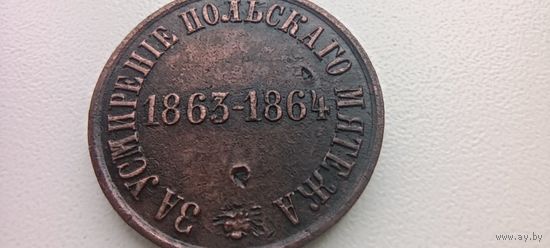 ЗА УСМИРЕНІЕ ПОЛЬСКАГО МЯТЕЖА
1863-1864
www.ay.by